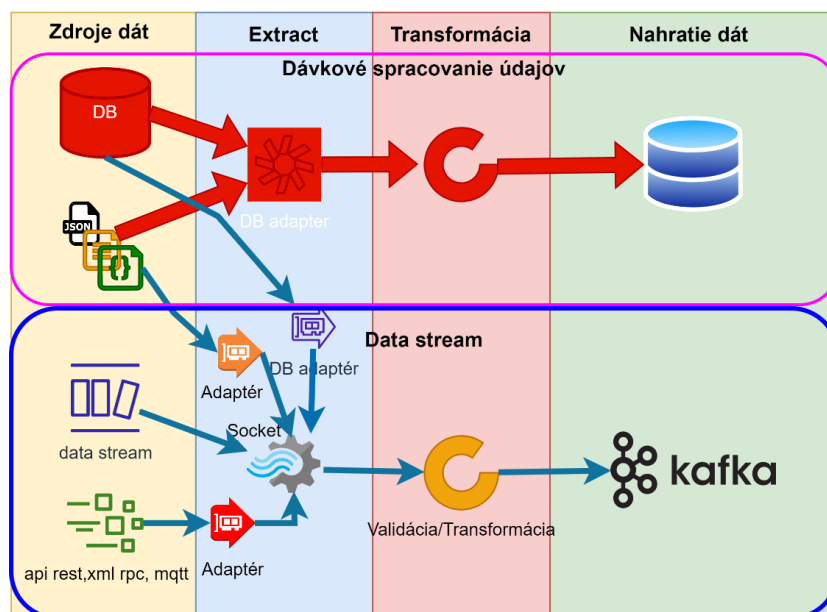 Zdroje dát
Extract
Transformácia
Nahratie dát
Dávkové spracovanie údajov
DB
DB adapter
JSON
{}
Data stream
DB adaptér
Adaptér
Socket
data stream
kafka
Validácia/Transformácia
api rest,xml rpc, mqtt
Adaptér